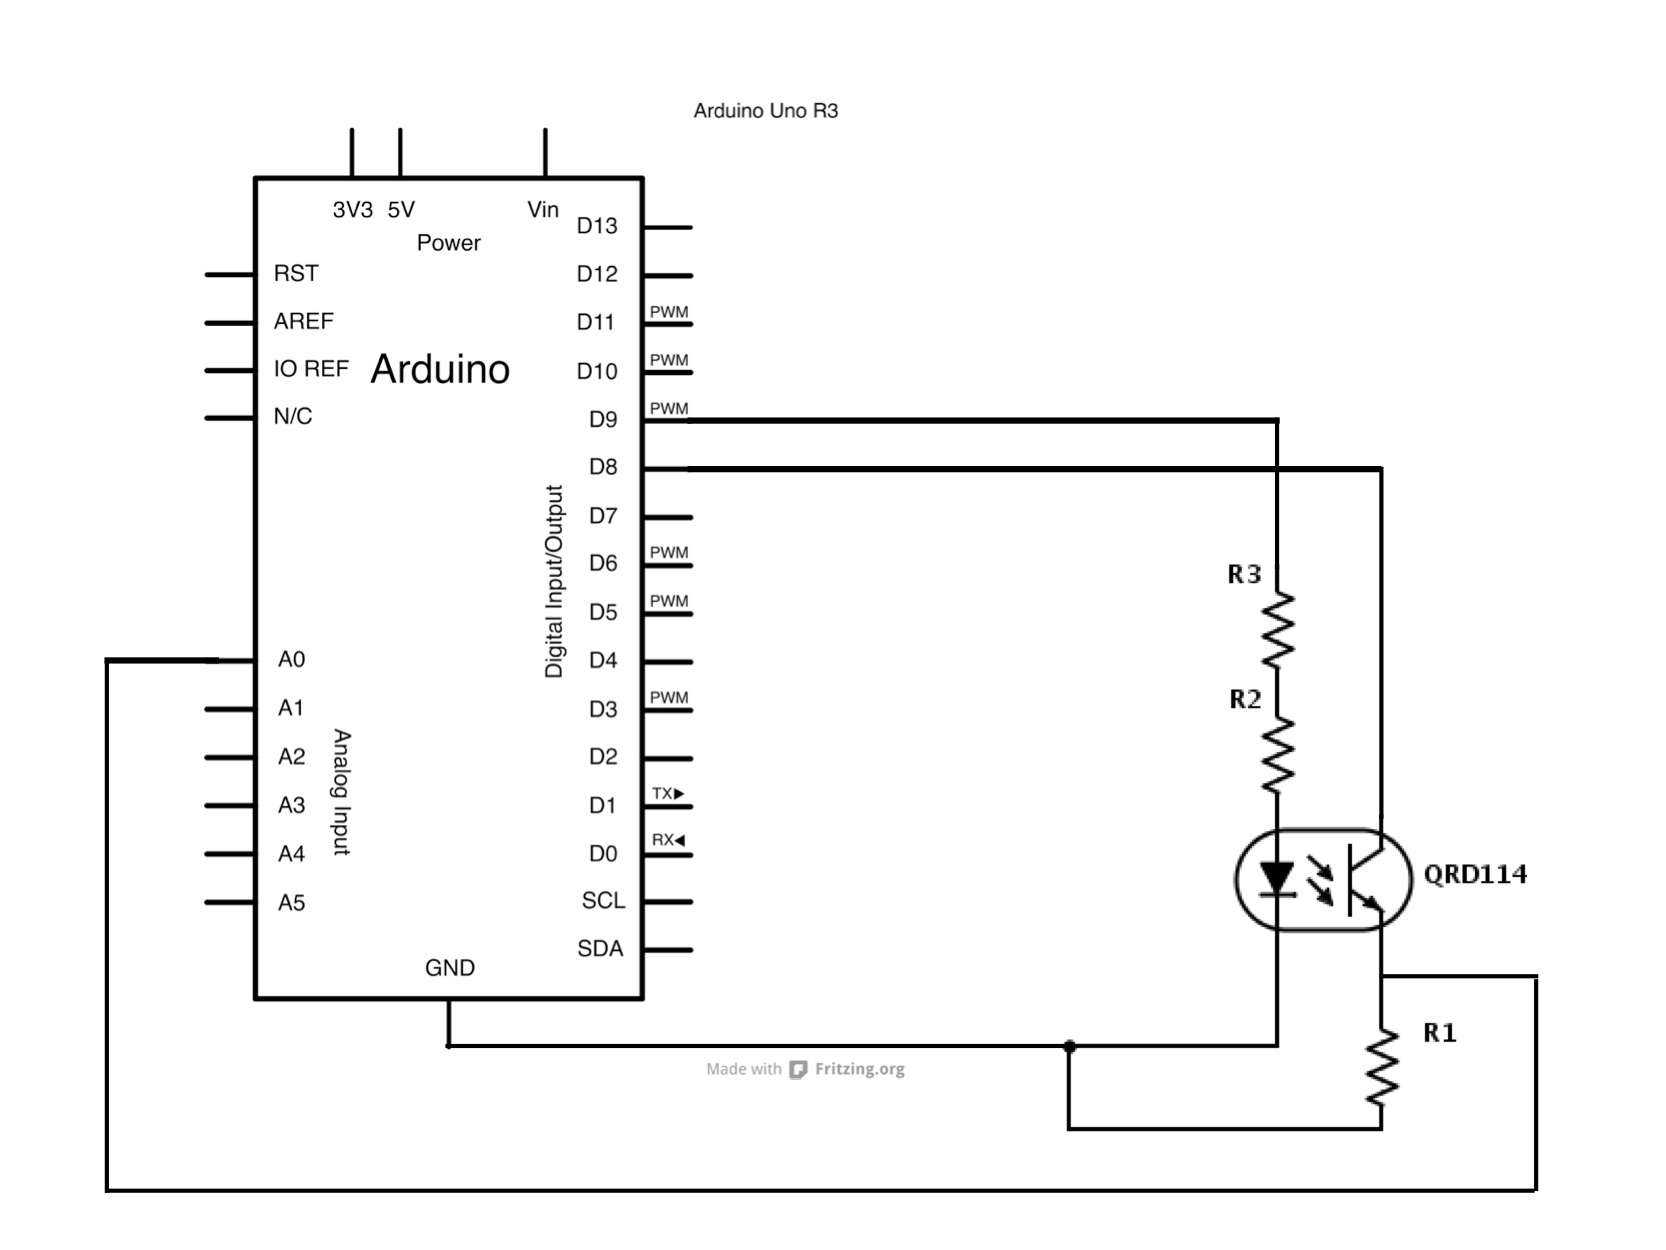 Arduino Uno R3
3V3 5V Vin
Power
D13
RST D12
AREF D11 PWM
IO REF Arduino D10 PWM
N/C D9 PWM
D8
Digital Input/Output
D7
D6 PWM
R3
D5 PWM
A0 D4
A1 D3 PWM
R2
Analog Input
A2 D2
A3 D1 TX
A4 D0 RX
QRD114
A5 SCL
SDA
GND
R1
Made with Fritzing.org